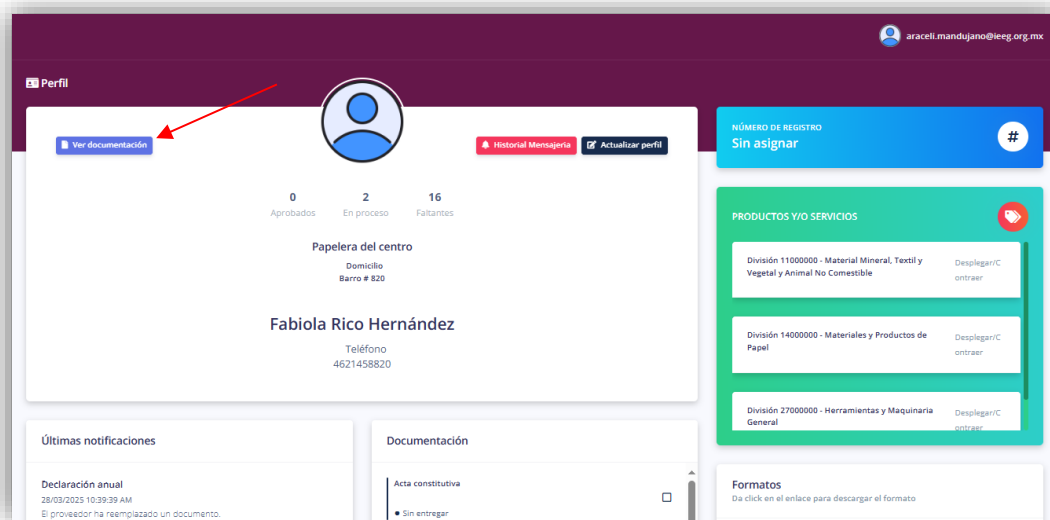 araceli.mandujano@ieeg.org.mx
Perfil
Ver documentación
Historial Mensajeria
Actualizar perfil
0
Aprobados
2
En proceso
16
Faltantes
Papelera del centro
Domicilio
Barro # 820
Fabiola Rico Hernández
Teléfono
4621458820
NÚMERO DE REGISTRO
Sin asignar
#
PRODUCTOS Y/O SERVICIOS
División 11000000 - Material Mineral, Textil y
Vegetal y Animal No Comestible
Desplegar/C
ontraer
División 14000000 - Materiales y Productos de
Papel
Desplegar/C
ontraer
División 27000000 - Herramientas y Maquinaria
General
Desplegar/C
ontraer
Últimas notificaciones
Declaración anual
28/03/2025 10:39:39 AM
El proveedor ha reemplazado un documento.
Documentación
Acta constitutiva
Sin entregar
Formatos
Da click en el enlace para descargar el formato